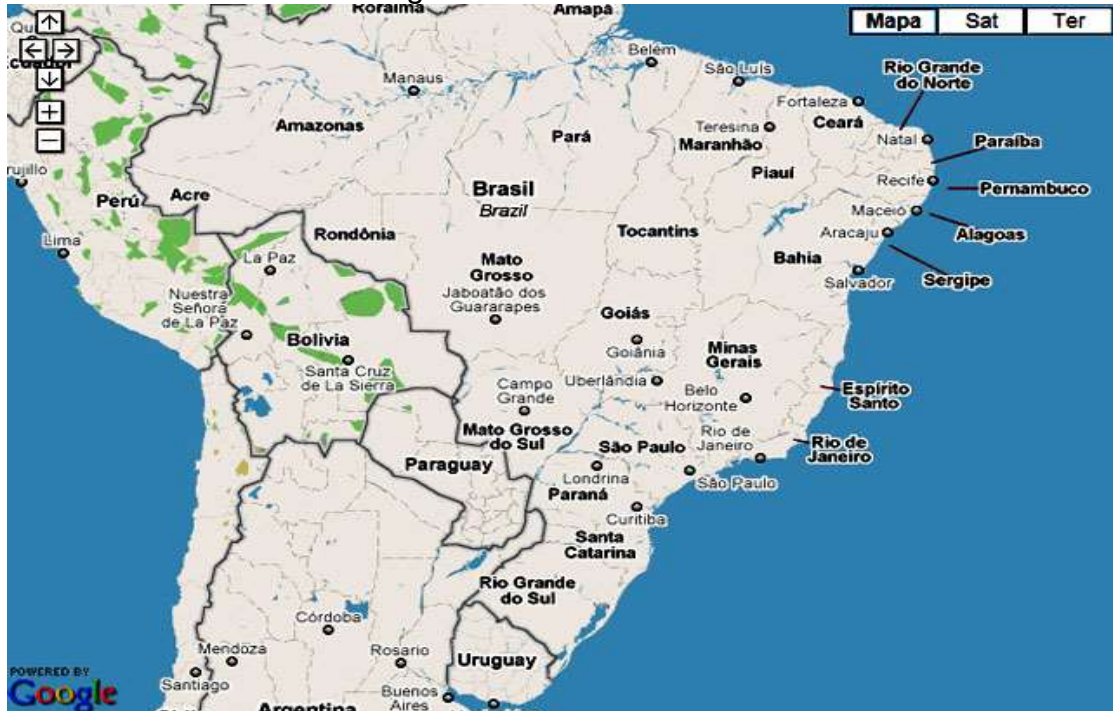 Roraima
Amapá
Mapa
Sat
Ter
Belém
São Luís
Rio Grande
do Norte
Manaus
Fortaleza
Ceará
Amazonas
Pará
Teresina
Maranhão
Natal
Paraíba
Piauí
Recife
Pernambuco
Perú
Acre
Brasil
Brazil
Maceió
Alagoas
Lima
Rondônia
Tocantins
Aracaju
La Paz
Mato
Grosso
Bahia
Sergipe
Salvador
Jaboatão dos
Guararapes
Nuestra
Señora
de La Paz
Goiás
Bolivia
Goiânia
Minas
Gerais
Santa Cruz
de La Sierra
Campo
Grande
Uberlândia
Belo
Horizonte
Espírito
Santo
Mato Grosso
do Sul
São Paulo
Rio de
Janeiro
Rio de
Janeiro
Paraguay
Londrina
São Paulo
Paraná
Curitiba
Santa
Catarina
Rio Grande
do Sul
Córdoba
Mendoza
Rosario
Uruguay
POWERED BY
Google
Santiago
Buenos
Aires
Argentina